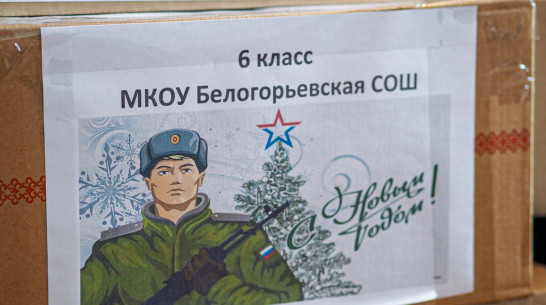 6 класс
МКОУ Белогорьевская СОШ
С Новым
годом!